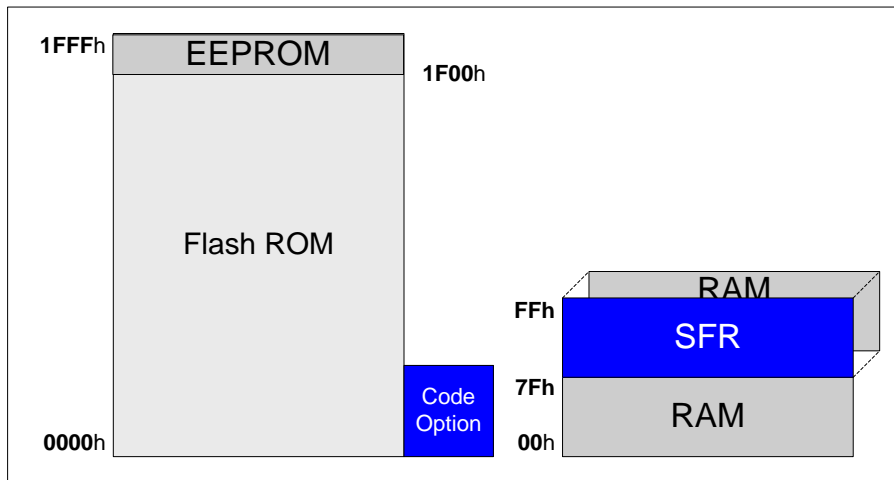 1FFFh
EEPROM
1F00h
Flash ROM
0000h
Code
Option
RAM
FFh
SFR
7Fh
RAM
00h